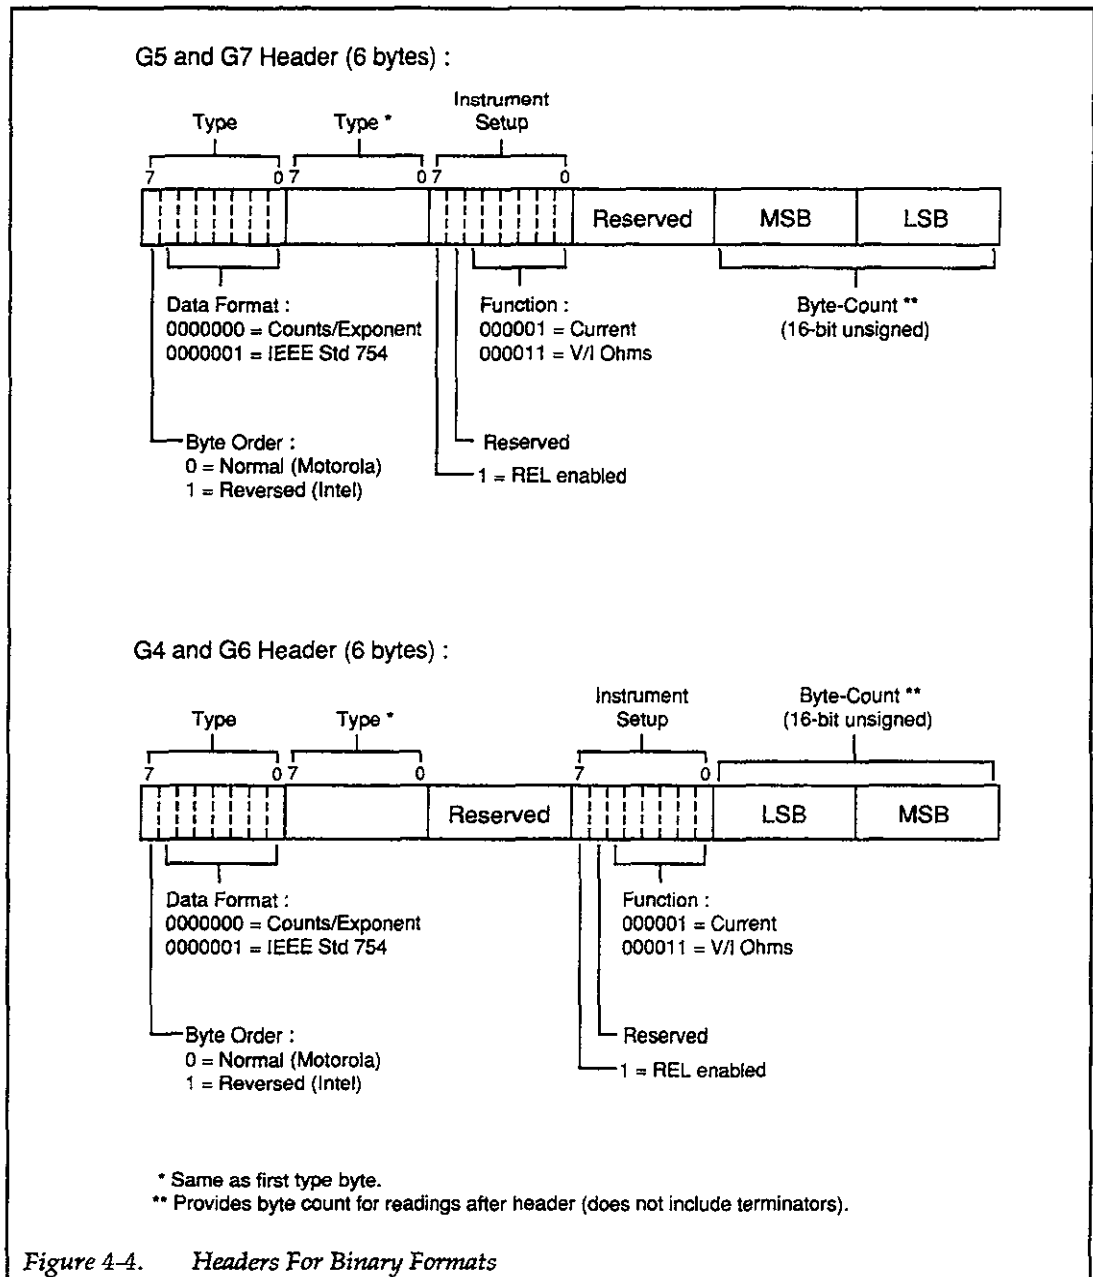 G5 and G7 Header (6 bytes) :
Instrument
Type Type * Setup
7 0 7 0 7 0
Reserved MSB LSB
Data Format : Function : Byte-Count **
0000000 = Counts/Exponent 000001 = Current (16-bit unsigned)
0000001 = IEEE Std 754 000011 = V/I Ohms
Byte Order : Reserved
0 = Normal (Motorola) 1 = REL enabled
1 = Reversed (Intel)
G4 and G6 Header (6 bytes) :
Instrument Byte-Count **
Type Type * Setup (16-bit unsigned)
7 0 7 0 7 0
Reserved LSB MSB
Data Format : Function :
0000000 = Counts/Exponent 000001 = Current
0000001 = IEEE Std 754 000011 = V/I Ohms
Byte Order : Reserved
0 = Normal (Motorola) 1 = REL enabled
1 = Reversed (Intel)
* Same as first type byte.
** Provides byte count for readings after header (does not include terminators).
Figure 4-4. Headers For Binary Formats